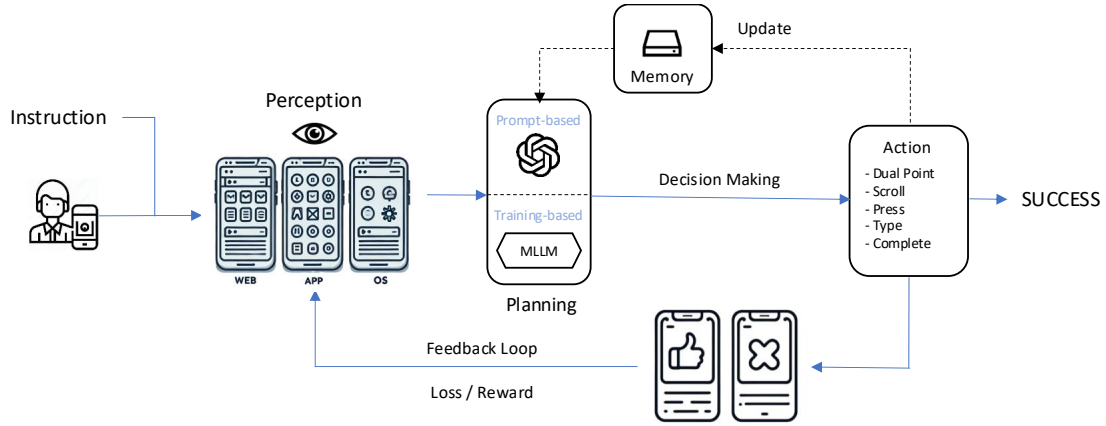 Update
Memory
Perception
Instruction
Prompt-based
Action
- Dual Point
- Scroll
- Press
- Type
- Complete
Decision Making
SUCCESS
Training-based
MLLM
WEB
APP
OS
Planning
Feedback Loop
Loss / Reward